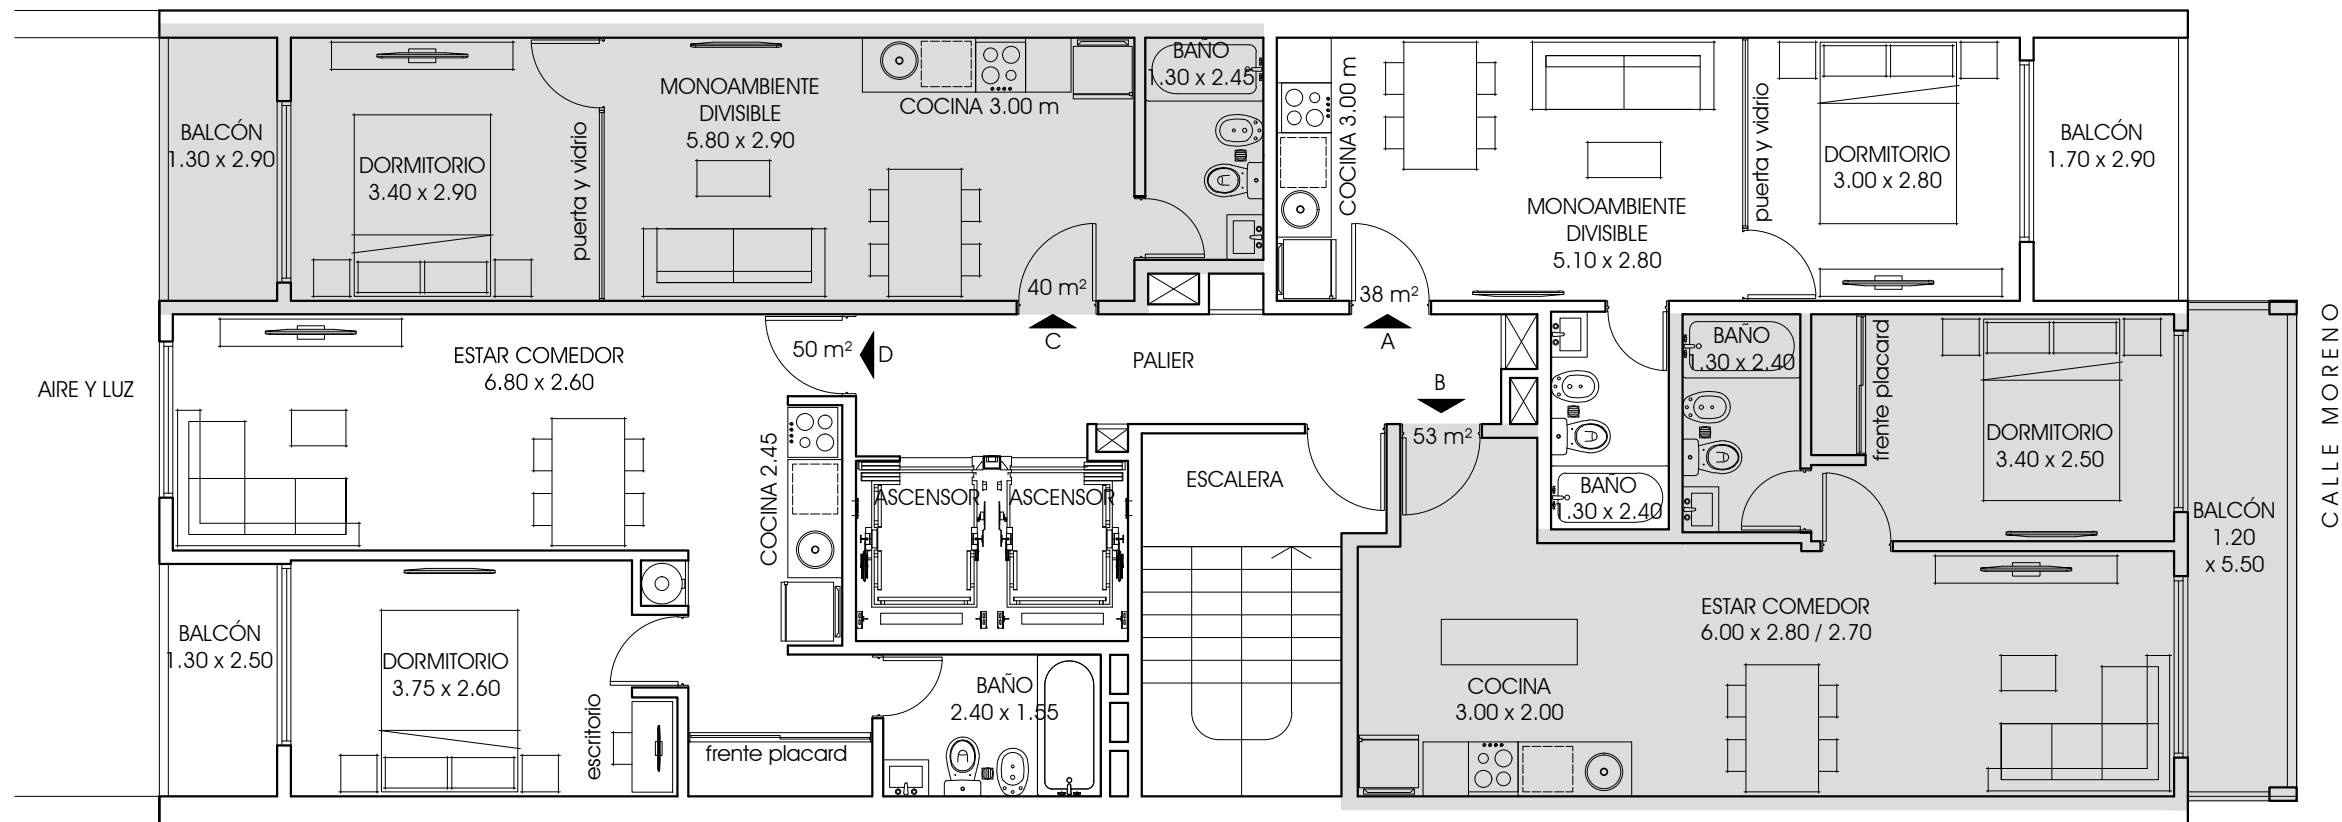 BALCÓN
1.30 x 2.90
DORMITORIO
3.40 x 2.90
puerta y vidrio
MONOAMBIENTE
DIVISIBLE
5.80 x 2.90
COCINA 3.00 m
BAÑO
1.30 x 2.45
40 m²
C
COCINA 3.00 m
MONOAMBIENTE
DIVISIBLE
5.10 x 2.80
puerta y vidrio
DORMITORIO
3.00 x 2.80
BALCÓN
1.70 x 2.90
38 m²
A
AIRE Y LUZ
ESTAR COMEDOR
6.80 x 2.60
50 m²
D
PALIER
B
53 m²
COCINA 2.45
ASCENSOR
ASCENSOR
ESCALERA
BAÑO
1.30 x 2.40
BAÑO
1.30 x 2.40
frente placard
DORMITORIO
3.40 x 2.50
BALCÓN
1.20
x 5.50
CALLE MORENO
BALCÓN
1.30 x 2.50
DORMITORIO
3.75 x 2.60
escritorio
frente placard
BAÑO
2.40 x 1.55
COCINA
3.00 x 2.00
ESTAR COMEDOR
6.00 x 2.80 / 2.70